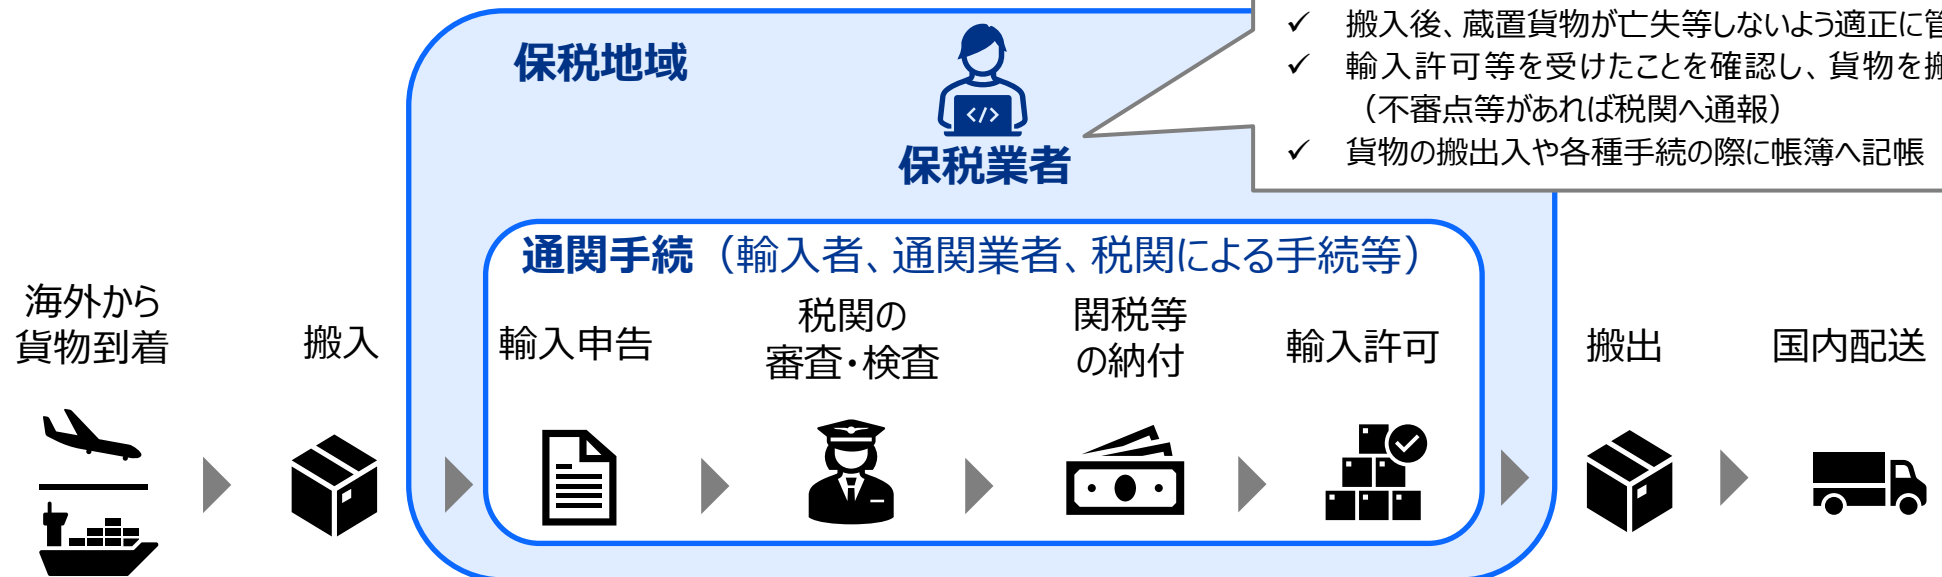 搬入後、蔵置貨物が亡失等しないよう適正に
輸入許可等を受けたことを確認し、貨物を
（不審点等があれば税関へ通報）
貨物の搬出入や各種手続の際に帳簿へ記帳
保税地域
</>
保税業者
通関手続（輸入者、通関業者、税関による手続等）
海外から
貨物到着
搬入
輸入申告
税関の
審査・検査
関税等
の納付
輸入許可
搬出
国内配送